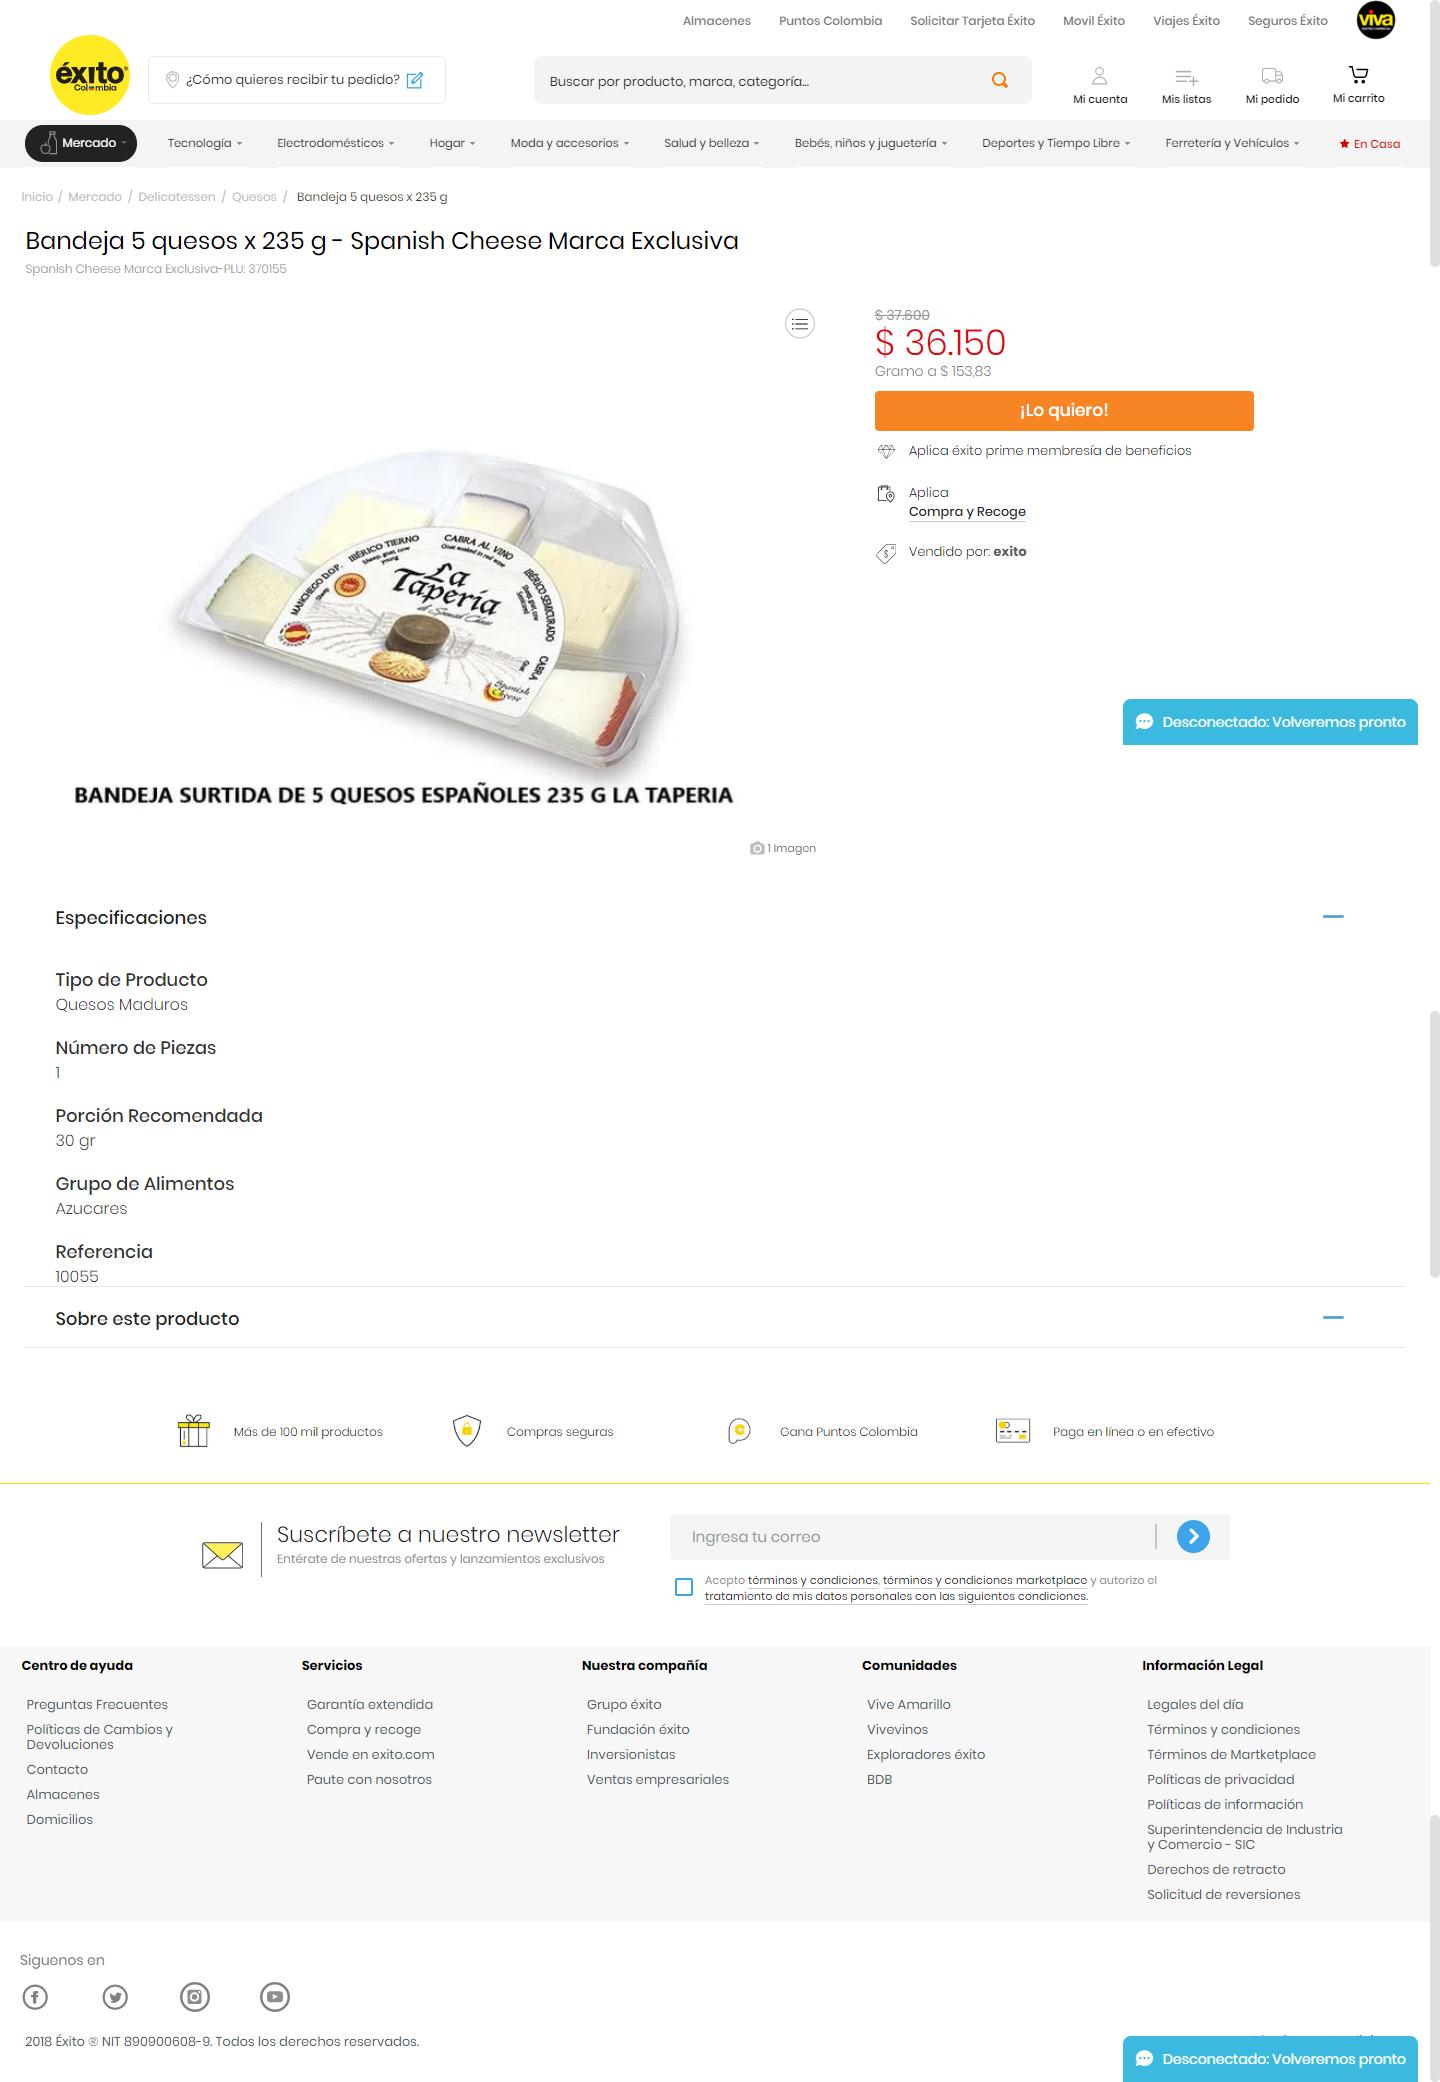 Almacenes Puntos Colombia Solicitar Tarjeta Éxito Movil Éxito Viajes Éxito Seguros Éxito viva
éxito
Colombia
¿Cómo quieres recibir tu pedido?
Buscar por producto, marca, categoría...
Mi cuenta Mis listas Mi pedido Mi carrito
Mercado Tecnología Electrodomésticos Hogar Moda y accesorios Salud y belleza Bebés, niños y juguetería Deportes y Tiempo Libre Ferretería y Vehículos En Casa
Inicio / Mercado / Delicatessen / Quesos / Bandeja 5 quesos x 235 g
Bandeja 5 quesos x 235 g - Spanish Cheese Marca Exclusiva
Spanish Cheese Marca Exclusiva-PLU: 370155
$ 37.600
$ 36.150
Gramo a $ 153,83
¡Lo quiero!
Aplica éxito prime membresía de beneficios
Aplica
Compra y Recoge
Vendido por: exito
MANCHEGO D.O.P.
Sheep
IBÉRICO TIERNO
Sheep, goat, cow
young
CABRA AL VINO
Goat soaked in red wine
IBÉRICO SEMICURADO
CABRA
Goat
La
Tapería
of Spanish Cheese
Spanish
Cheese
BANDEJA SURTIDA DE 5 QUESOS ESPAÑOLES 235 G LA TAPERIA
Desconectado: Volveremos pronto
1 Imagen
Especificaciones
Tipo de Producto
Quesos Maduros
Número de Piezas
1
Porción Recomendada
30 gr
Grupo de Alimentos
Azucares
Referencia
10055
Sobre este producto
Más de 100 mil productos Compras seguras Gana Puntos Colombia Paga en línea o en efectivo
Suscríbete a nuestro newsletter
Entérate de nuestras ofertas y lanzamientos exclusivos
Ingresa tu correo
Acepto términos y condiciones, términos y condiciones marketplace y autorizo el
tratamiento de mis datos personales con las siguientes condiciones.
Centro de ayuda
Preguntas Frecuentes
Políticas de Cambios y
Devoluciones
Contacto
Almacenes
Domicilios
Servicios
Garantía extendida
Compra y recoge
Vende en exito.com
Paute con nosotros
Nuestra compañía
Grupo éxito
Fundación éxito
Inversionistas
Ventas empresariales
Comunidades
Vive Amarillo
Vivevinos
Exploradores éxito
BDB
Información Legal
Legales del día
Términos y condiciones
Términos de Martketplace
Políticas de privacidad
Políticas de información
Superintendencia de Industria
y Comercio - SIC
Derechos de retracto
Solicitud de reversiones
Siguenos en
2018 Éxito ® NIT 890900608-9. Todos los derechos reservados.
Desconectado: Volveremos pronto